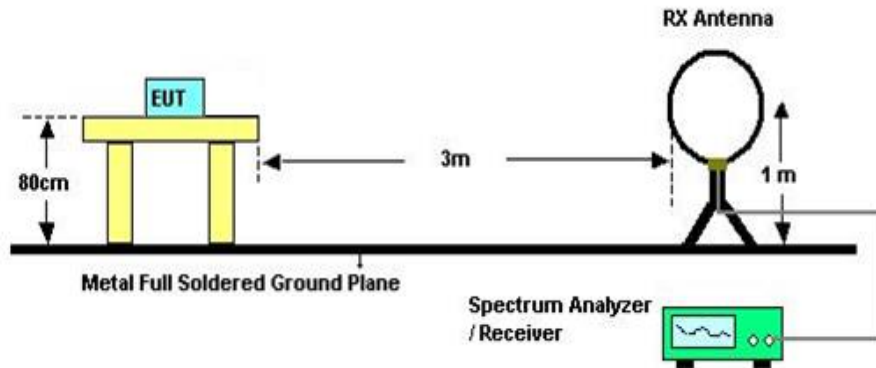 RX Antenna
EUT
80cm
3m
1 m
Metal Full Soldered Ground Plane
Spectrum Analyzer
/ Receiver